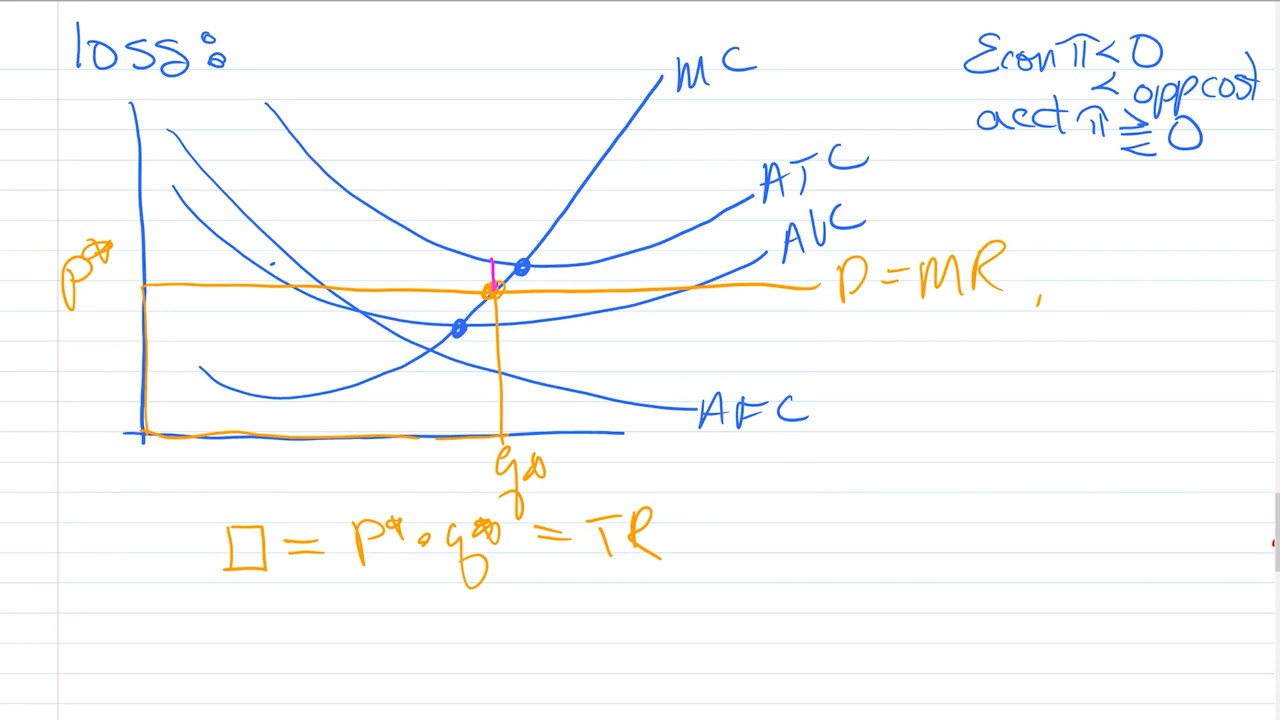 loss:
Econ π < 0
< opp cost
acct π ⪌ 0
MC
ATC
AVC
P*
D = MR
AFC
q*
□ = P* • q* = TR